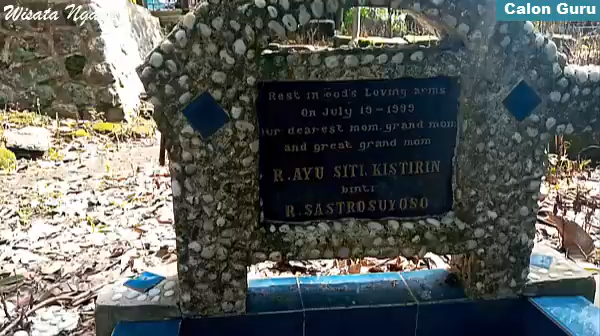 Wisata Nga
Calon Guru
Rest in God's Loving arms
On July 19-1999
our dearest mom, grand mom
and great grand mom
R. AYU SITI. KISTIRIN
binti
R. SASTROSUYOSO